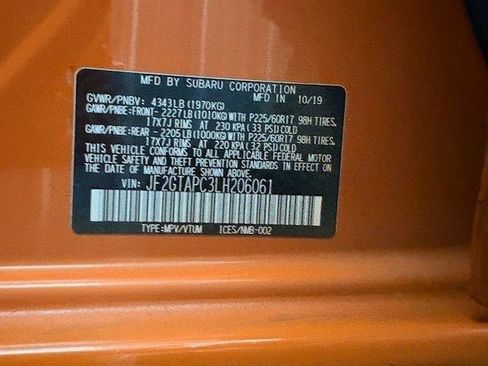 MFD BY SUBARU CORPORATION
GVWR/PNBV: 4343LB(1970KG) MFD IN 10/19
GAWR/PNBE:FRONT- 2227LB(1010KG)WITH P225/60R17 98H TIRES
17X7J RIMS AT 230 KPA(33 PSI)COLD
GAWR/PNBE:REAR - 2205LB(1000KG)WITH P225/60R17 98H TIRES
17X7J RIMS AT 220 KPA(32 PSI)COLD
THIS VEHICLE CONFORMS TO ALL APPLICABLE FEDERAL MOTOR
VEHICLE SAFETY AND THEFT PREVENTION STANDARDS IN
EFFECT ON THE DATE OF MANUFACTURE SHOWN ABOVE.
VIN: JF2GTAPC3LH206061
TYPE:MPV/VTUM ICES/NMB-002